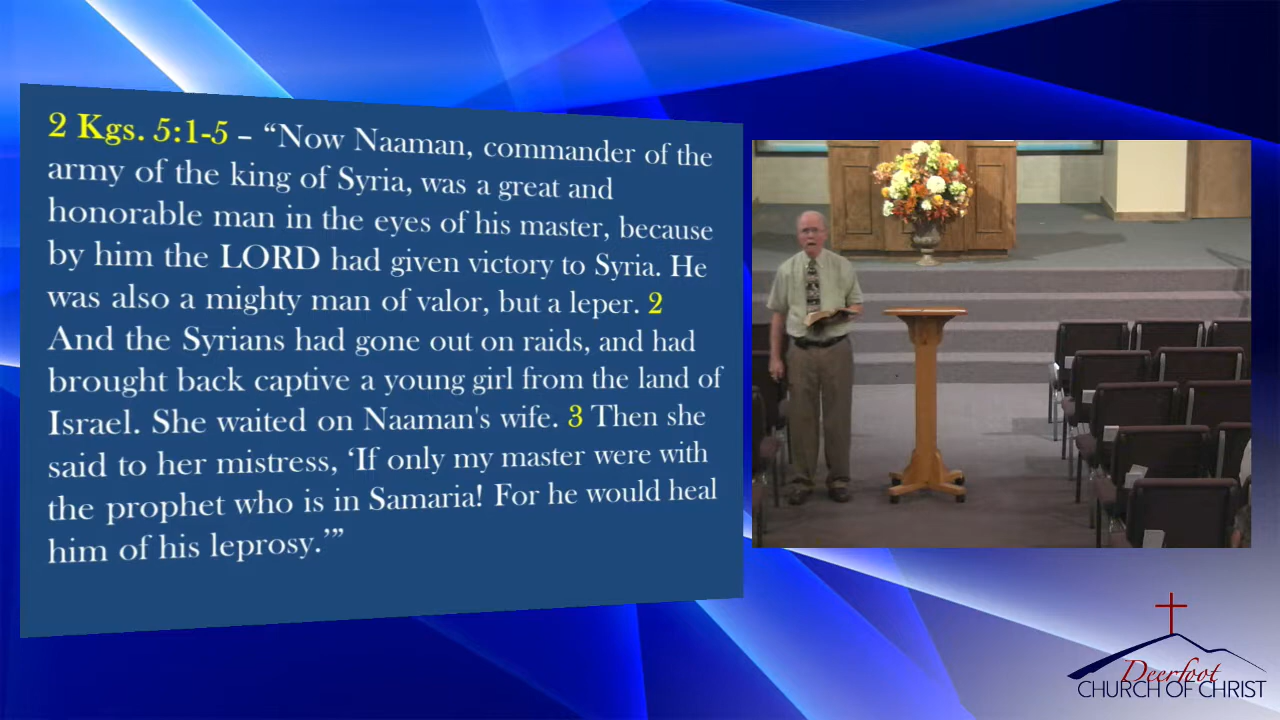 2 Kgs. 5:1-5 – “Now Naaman, commander of the
army of the king of Syria, was a great and
honorable man in the eyes of his master, because
by him the LORD had given victory to Syria. He
was also a mighty man of valor, but a leper. 2
And the Syrians had gone out on raids, and had
brought back captive a young girl from the land of
Israel. She waited on Naaman's wife. 3 Then she
said to her mistress, ‘If only my master were with
the prophet who is in Samaria! For he would heal
him of his leprosy.’”
Deerfoot
CHURCH OF CHRIST